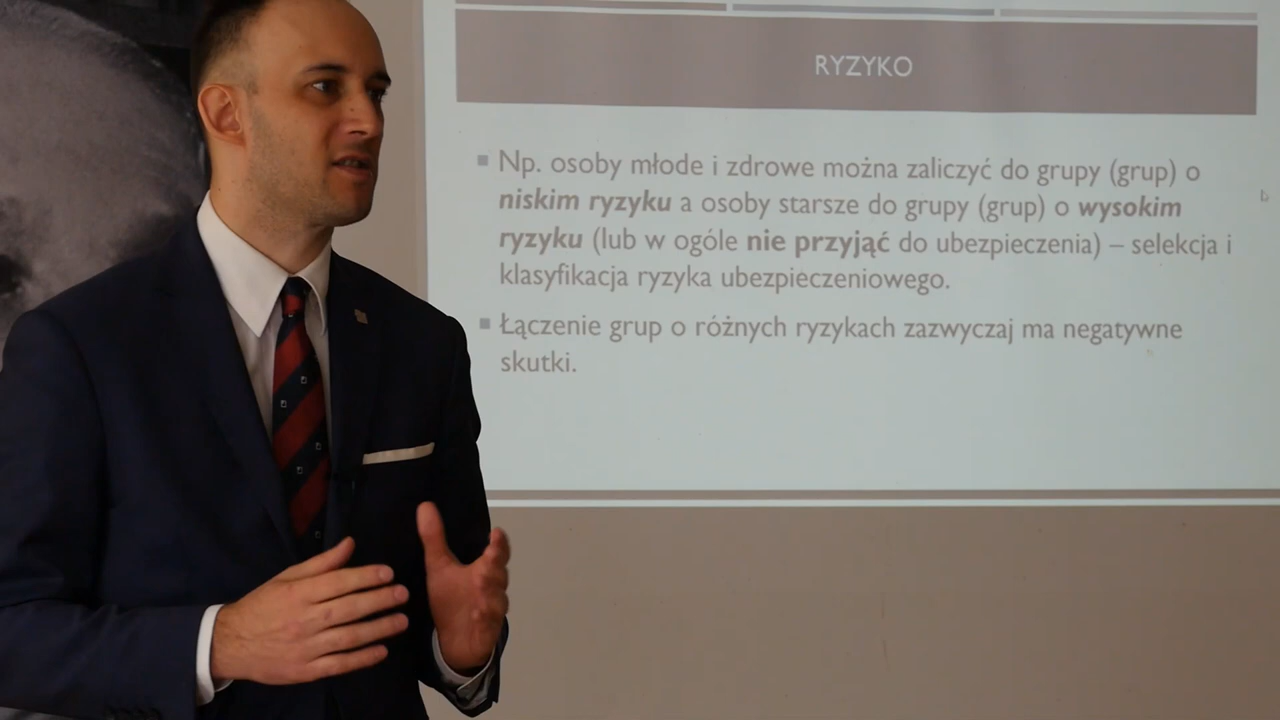 RYZYKO
Np. osoby młode i zdrowe można zaliczyć do grupy (grup) o
niskim ryzyku a osoby starsze do grupy (grup) o wysokim
ryzyku (lub w ogóle nie przyjąć do ubezpieczenia) – selekcja i
klasyfikacja ryzyka ubezpieczeniowego.
Łączenie grup o różnych ryzykach zazwyczaj ma negatywne
skutki.